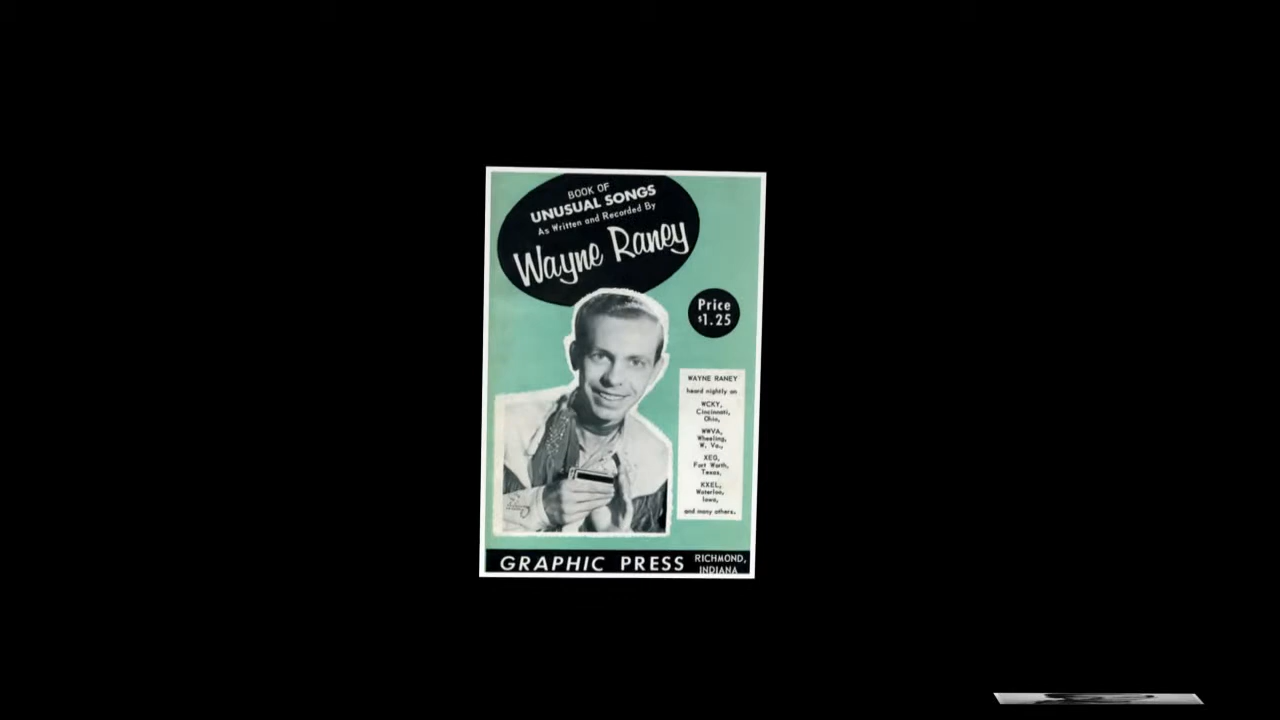 BOOK OF
UNUSUAL SONGS
As Written and Recorded By
Wayne Raney
Price
$1.25
WAYNE RANEY
heard nightly on
WCKY,
Cincinnati,
Ohio,
WWVA,
Wheeling,
W. Va.,
XEG,
Fort Worth,
Texas,
KXEL,
Waterloo,
Iowa,
and many others.
GRAPHIC PRESS RICHMOND,
INDIANA